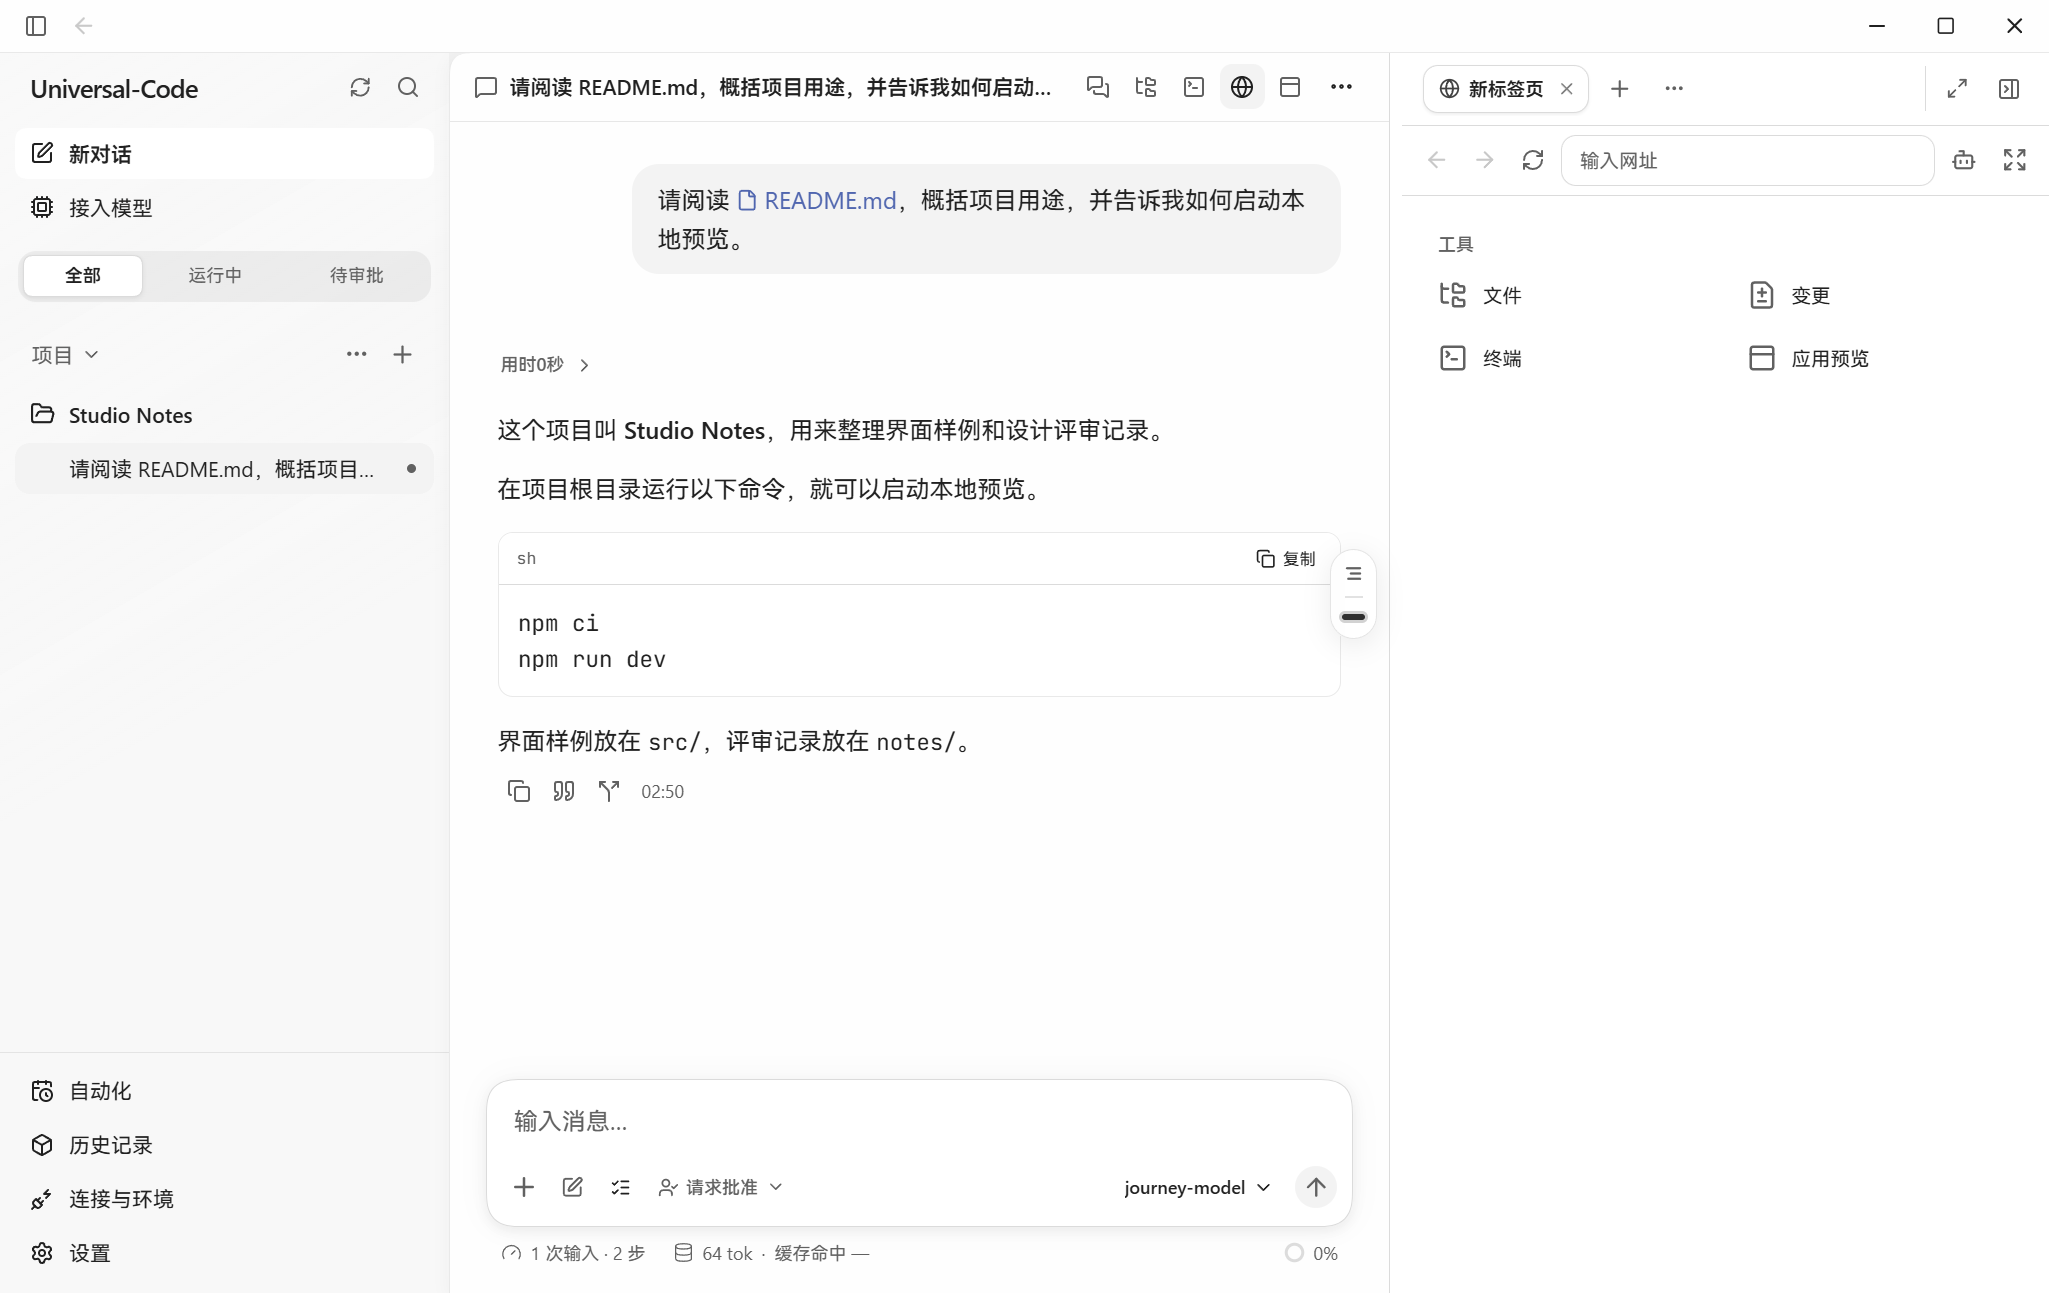 Universal-Code
新对话
接入模型
全部
运行中
待审批
项目
Studio Notes
请阅读 README.md，概括项目...
自动化
历史记录
连接与环境
设置
请阅读 README.md，概括项目用途，并告诉我如何启动...
请阅读 README.md，概括项目用途，并告诉我如何启动本
地预览。
用时0秒
这个项目叫 Studio Notes，用来整理界面样例和设计评审记录。
在项目根目录运行以下命令，就可以启动本地预览。
sh
复制
npm ci
npm run dev
界面样例放在 src/，评审记录放在 notes/。
02:50
输入消息...
请求批准
journey-model
1 次输入 · 2 步
64 tok · 缓存命中 —
0%
新标签页
输入网址
工具
文件
变更
终端
应用预览